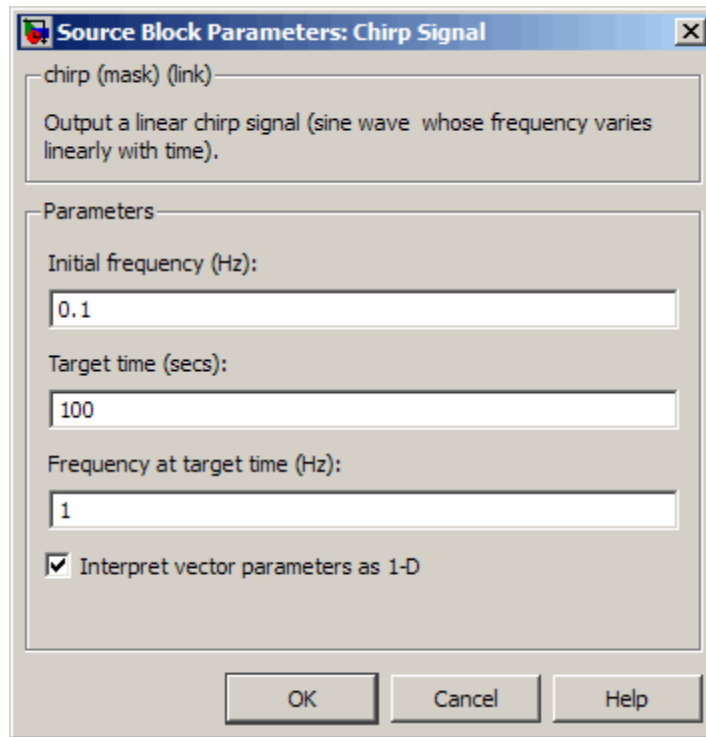 Source Block Parameters: Chirp Signal
chirp (mask) (link)
Output a linear chirp signal (sine wave  whose frequency varies
linearly with time).
Parameters
Initial frequency (Hz):
0.1
Target time (secs):
100
Frequency at target time (Hz):
1
Interpret vector parameters as 1-D
OK Cancel Help